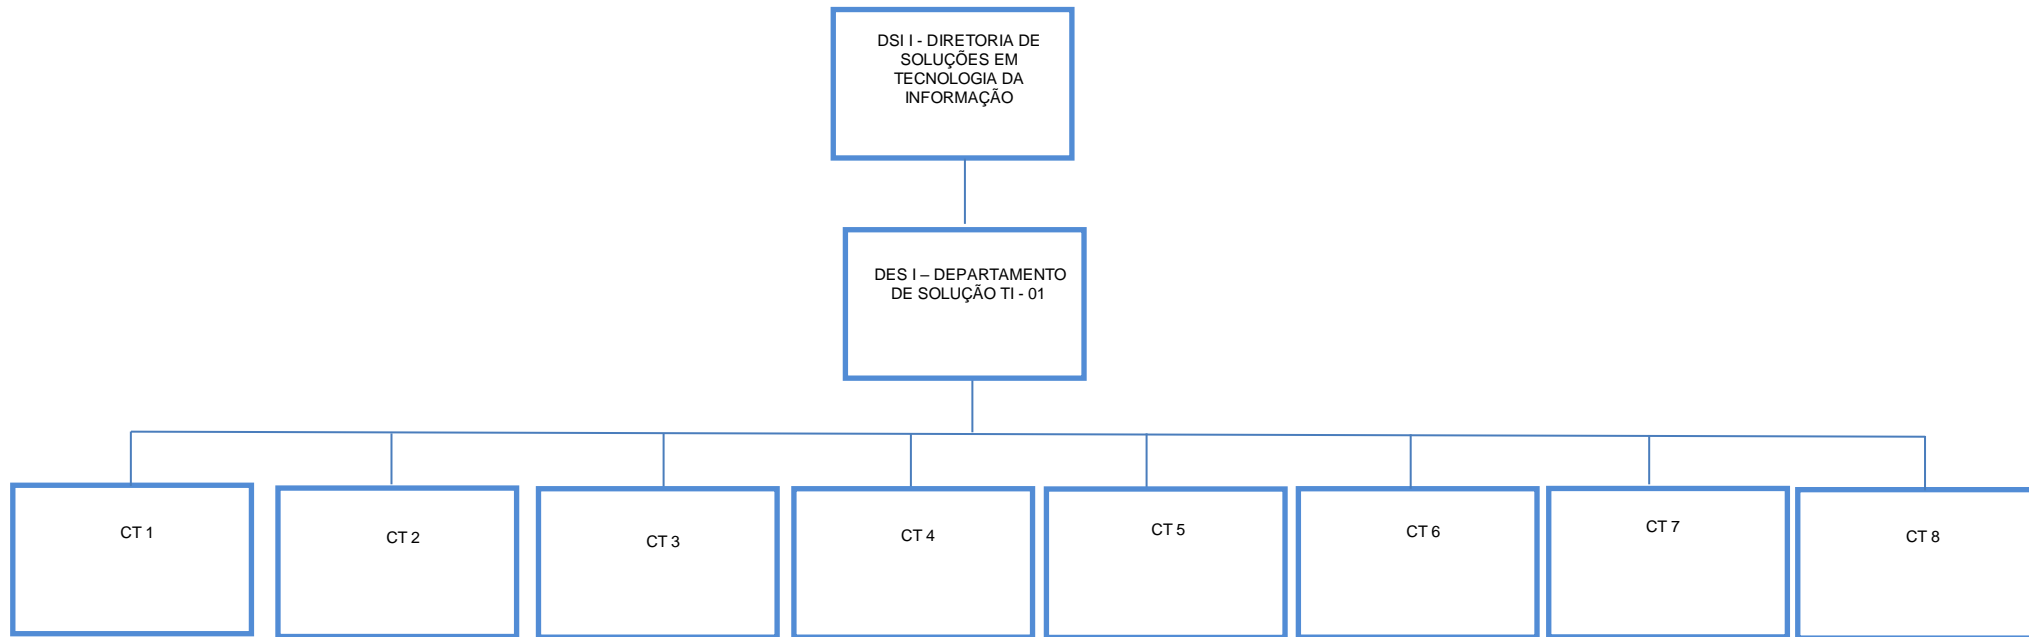 DSI I - DIRETORIA DE
SOLUÇÕES EM
TECNOLOGIA DA
INFORMAÇÃO
DES I – DEPARTAMENTO
DE SOLUÇÃO TI - 01
CT 1
CT 2
CT 3
CT 4
CT 5
CT 6
CT 7
CT 8